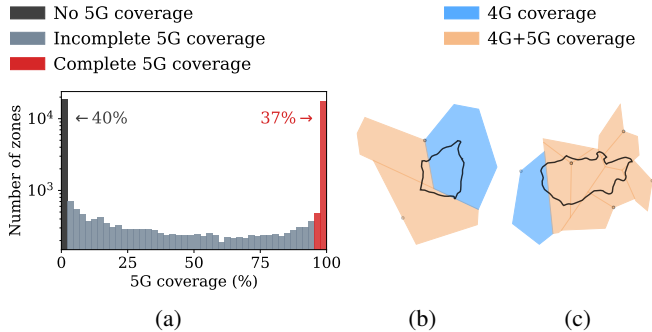 No 5G coverage
Incomplete 5G coverage
Complete 5G coverage
4G coverage
4G+5G coverage
Number of zones
10⁴
10³
←40%
37%→
0 25 50 75 100
5G coverage (%)
(a) (b) (c)